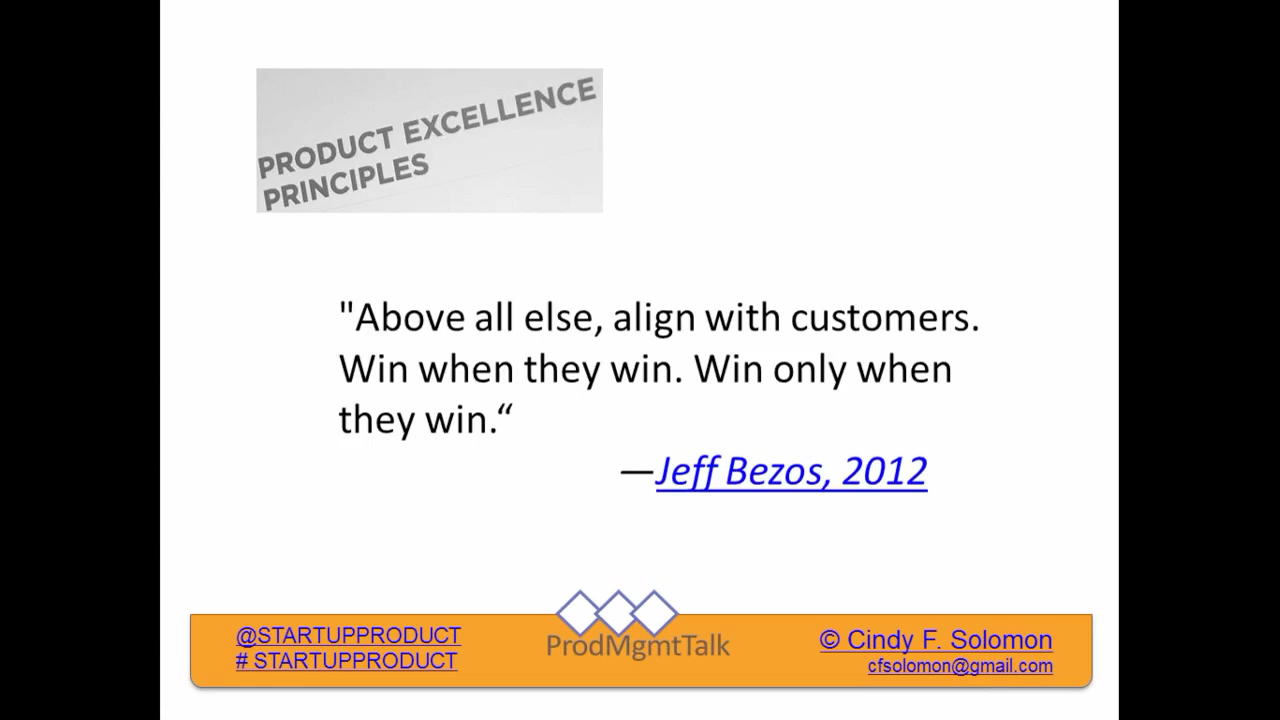 PRODUCT EXCELLENCE
PRINCIPLES
"Above all else, align with customers.
Win when they win. Win only when
they win.“
—Jeff Bezos, 2012
@STARTUPPRODUCT
# STARTUPPRODUCT
ProdMgmtTalk
© Cindy F. Solomon
cfsolomon@gmail.com